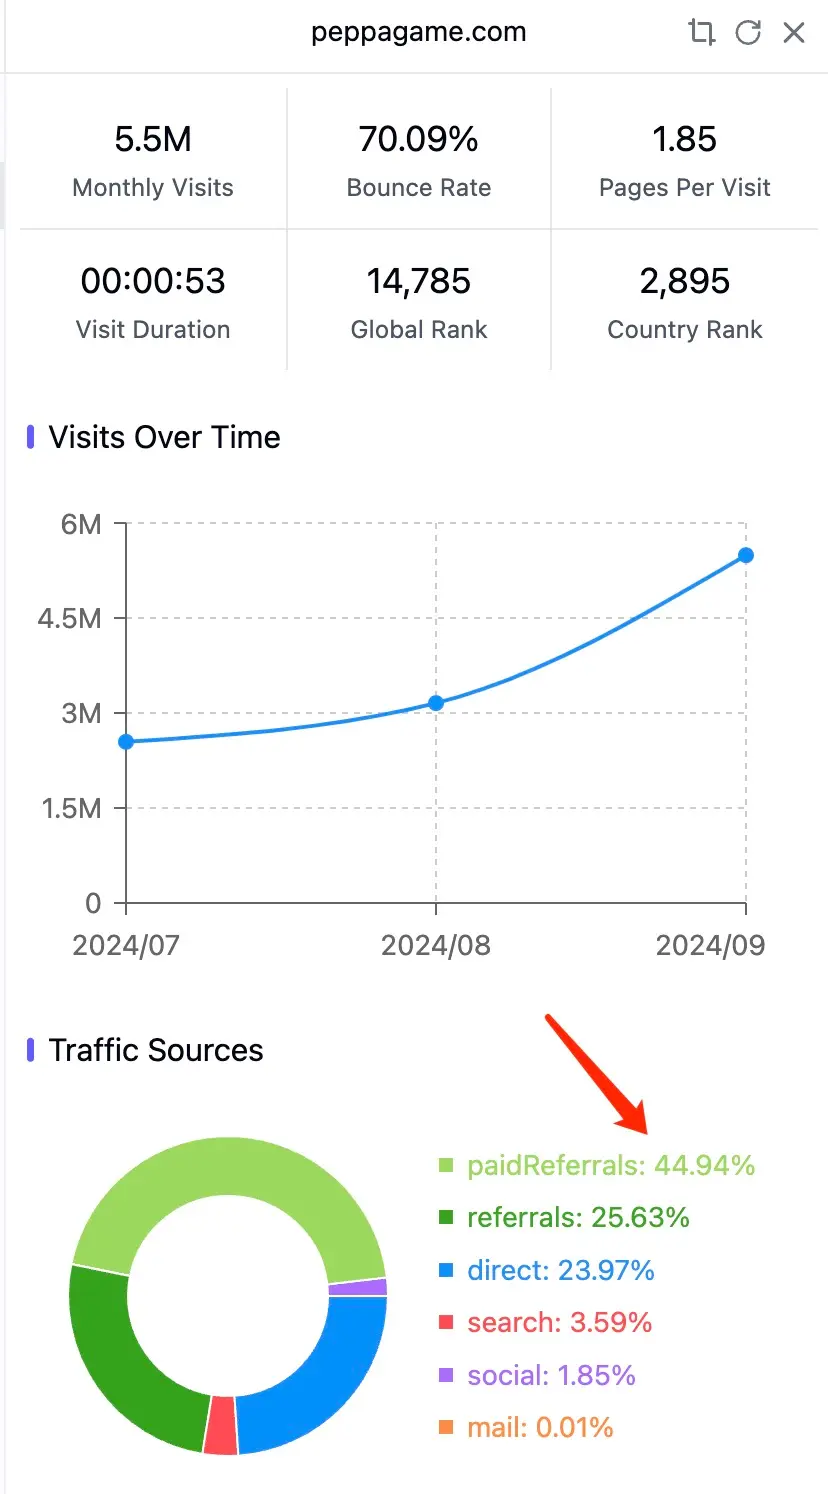 peppagame.com
5.5M 70.09% 1.85
Monthly Visits Bounce Rate Pages Per Visit
00:00:53 14,785 2,895
Visit Duration Global Rank Country Rank
Visits Over Time
6M
4.5M
3M
1.5M
0
2024/07 2024/08 2024/09
Traffic Sources
paidReferrals: 44.94%
referrals: 25.63%
direct: 23.97%
search: 3.59%
social: 1.85%
mail: 0.01%